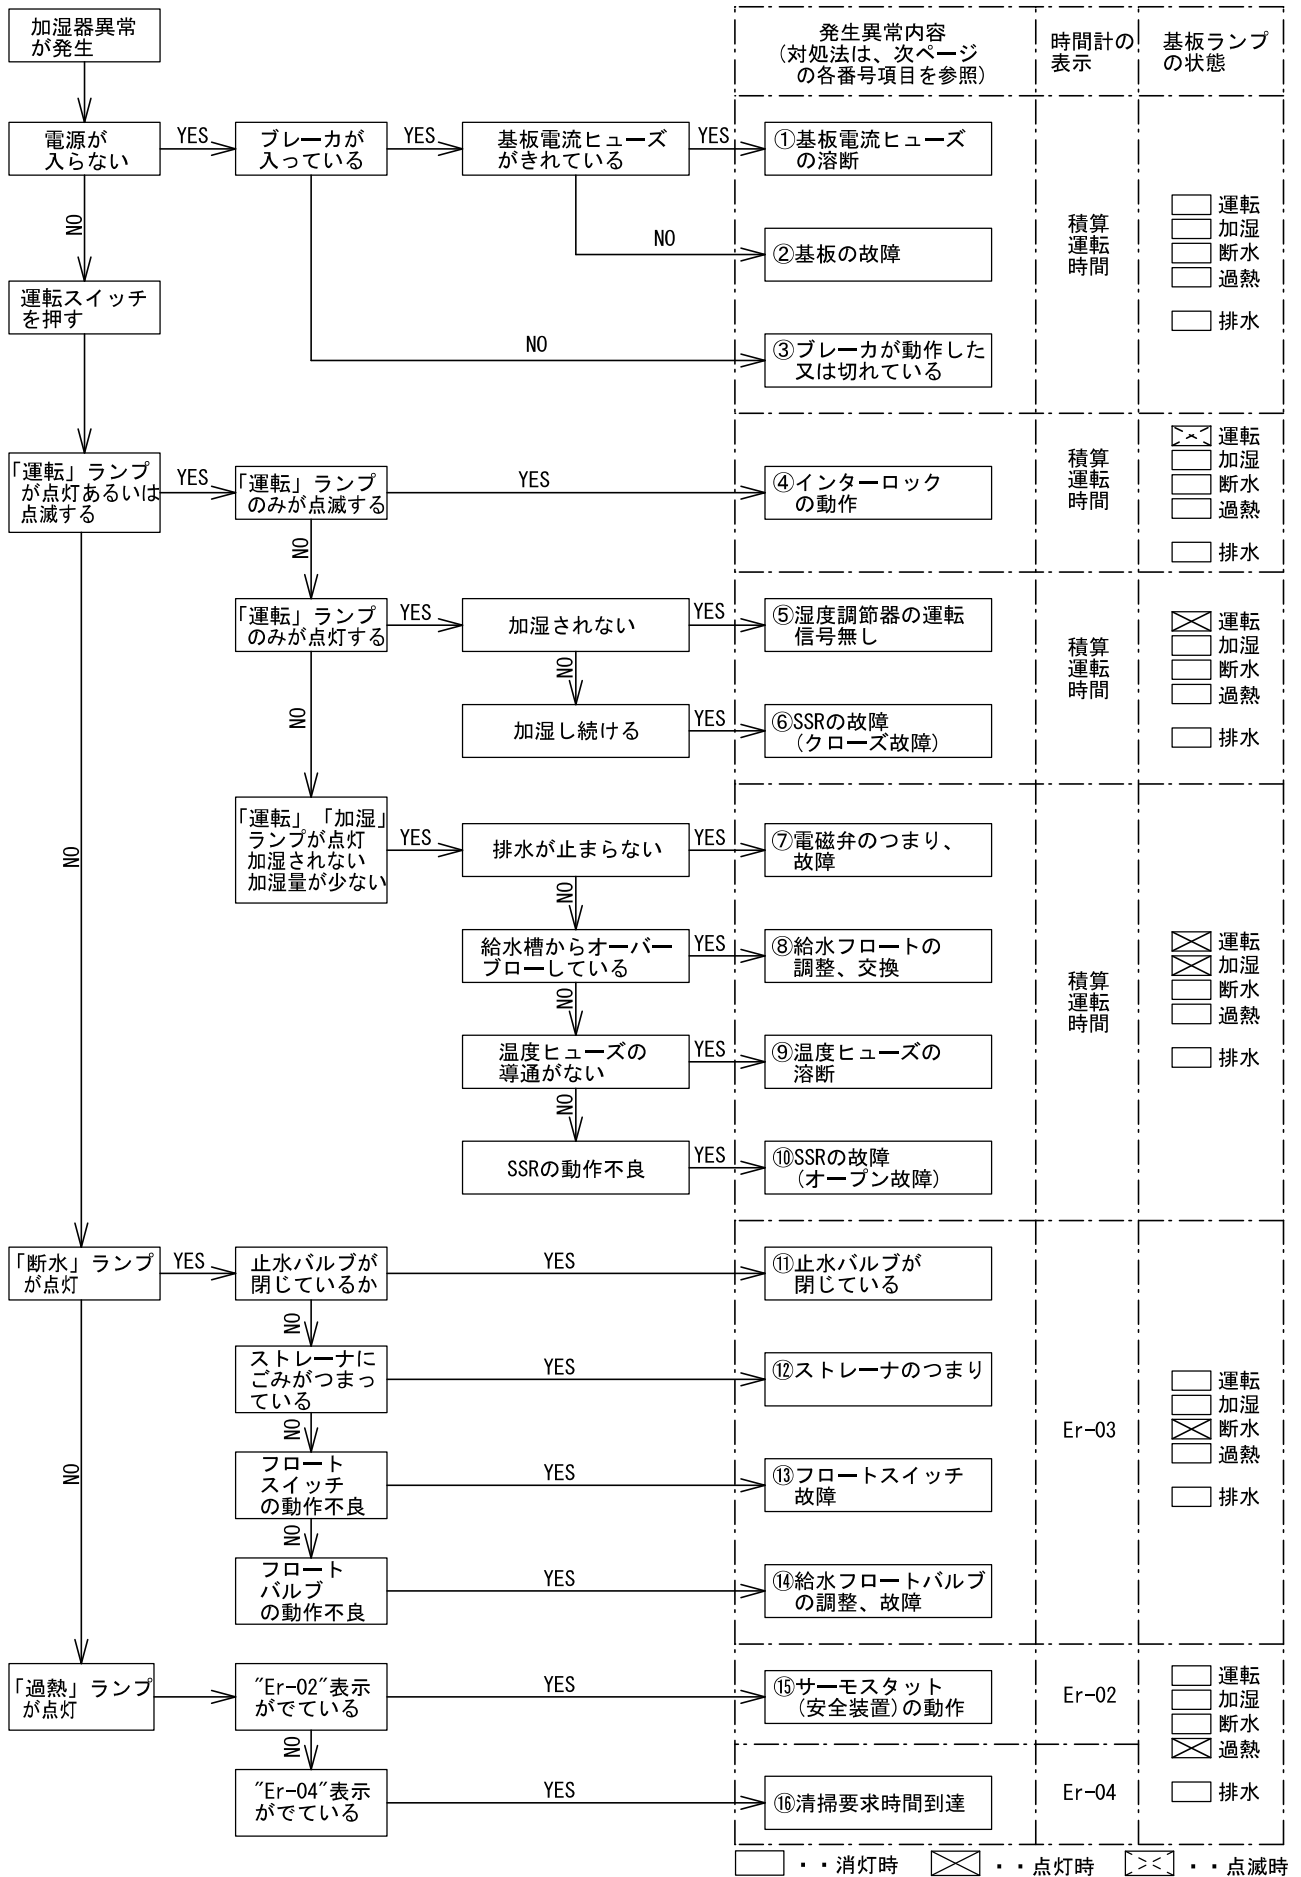 加湿器異常
が発生
発生異常内容
(対処法は、次ページ
の各番号項目を参照)
時間計の
表示
基板ランプ
の状態
電源が
入らない
YES
ブレーカが
入っている
YES
基板電流ヒューズ
がきれている
YES
①基板電流ヒューズ
の溶断
NO
NO
②基板の故障
運転スイッチ
を押す
NO
③ブレーカが動作した
又は切れている
積算
運転
時間
運転
加湿
断水
過熱
排水
「運転」ランプ
が点灯あるいは
点滅する
YES
「運転」ランプ
のみが点滅する
YES
④インターロック
の動作
積算
運転
時間
運転
加湿
断水
過熱
排水
NO
「運転」ランプ
のみが点灯する
YES
加湿されない
YES
⑤湿度調節器の運転
信号無し
NO
加湿し続ける
YES
⑥SSRの故障
(クローズ故障)
積算
運転
時間
運転
加湿
断水
過熱
排水
NO
「運転」「加湿」
ランプが点灯
加湿されない
加湿量が少ない
YES
排水が止まらない
YES
⑦電磁弁のつまり、
故障
NO
NO
給水槽からオーバー
ブローしている
YES
⑧給水フロートの
調整、交換
NO
温度ヒューズの
導通がない
YES
⑨温度ヒューズの
溶断
NO
SSRの動作不良
YES
⑩SSRの故障
(オープン故障)
積算
運転
時間
運転
加湿
断水
過熱
排水
「断水」ランプ
が点灯
YES
止水バルブが
閉じているか
YES
⑪止水バルブが
閉じている
NO
ストレーナに
ごみがつまっ
ている
YES
⑫ストレーナのつまり
NO
NO
フロート
スイッチ
の動作不良
YES
⑬フロートスイッチ
故障
NO
フロート
バルブ
の動作不良
YES
⑭給水フロートバルブ
の調整、故障
Er-03
運転
加湿
断水
過熱
排水
「過熱」ランプ
が点灯
"Er-02"表示
がでている
YES
⑮サーモスタット
(安全装置)の動作
Er-02
NO
"Er-04"表示
がでている
YES
⑯清掃要求時間到達
Er-04
運転
加湿
断水
過熱
排水
・・消灯時
・・点灯時
・・点滅時